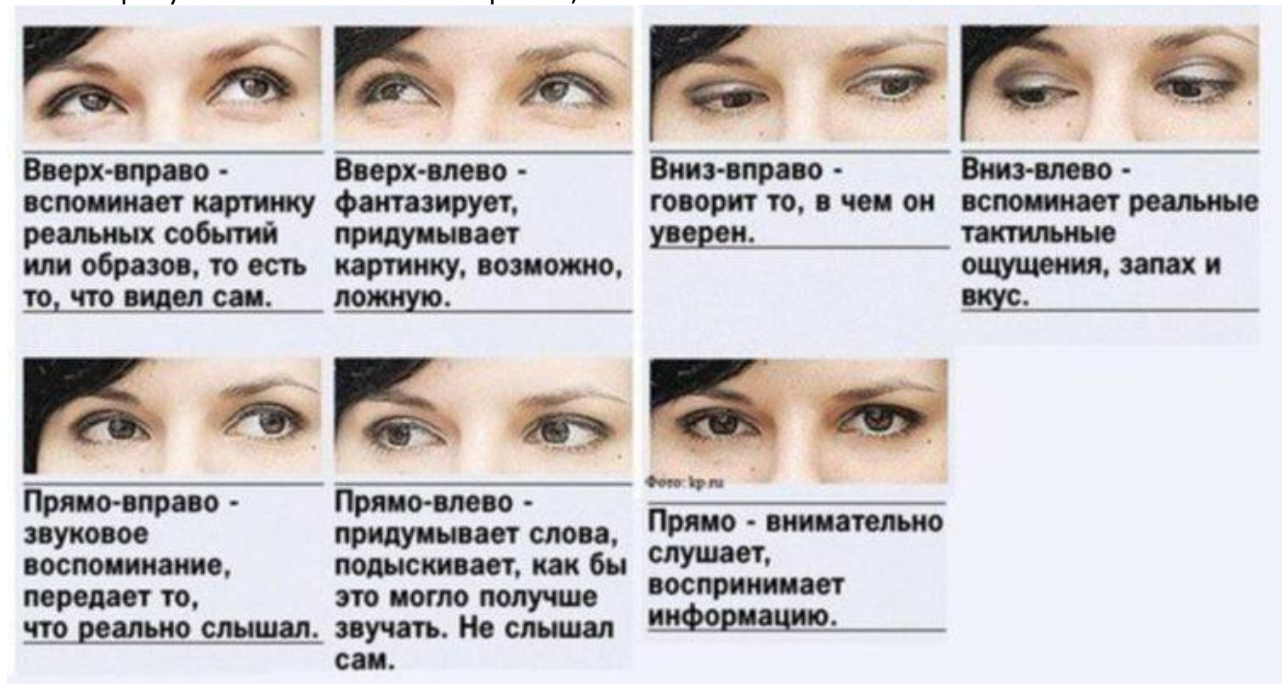 Вверх-вправо -
вспоминает картинку
реальных событий
или образов, то есть
то, что видел сам.
Вверх-влево -
фантазирует,
придумывает
картинку, возможно,
ложную.
Вниз-вправо -
говорит то, в чем он
уверен.
Вниз-влево -
вспоминает реальные
тактильные
ощущения, запах и
вкус.
Прямо-вправо -
звуковое
воспоминание,
передает то,
что реально слышал.
Прямо-влево -
придумывает слова,
подыскивает, как бы
это могло получше
звучать. Не слышал
сам.
Фото: kp.ru
Прямо - внимательно
слушает,
воспринимает
информацию.